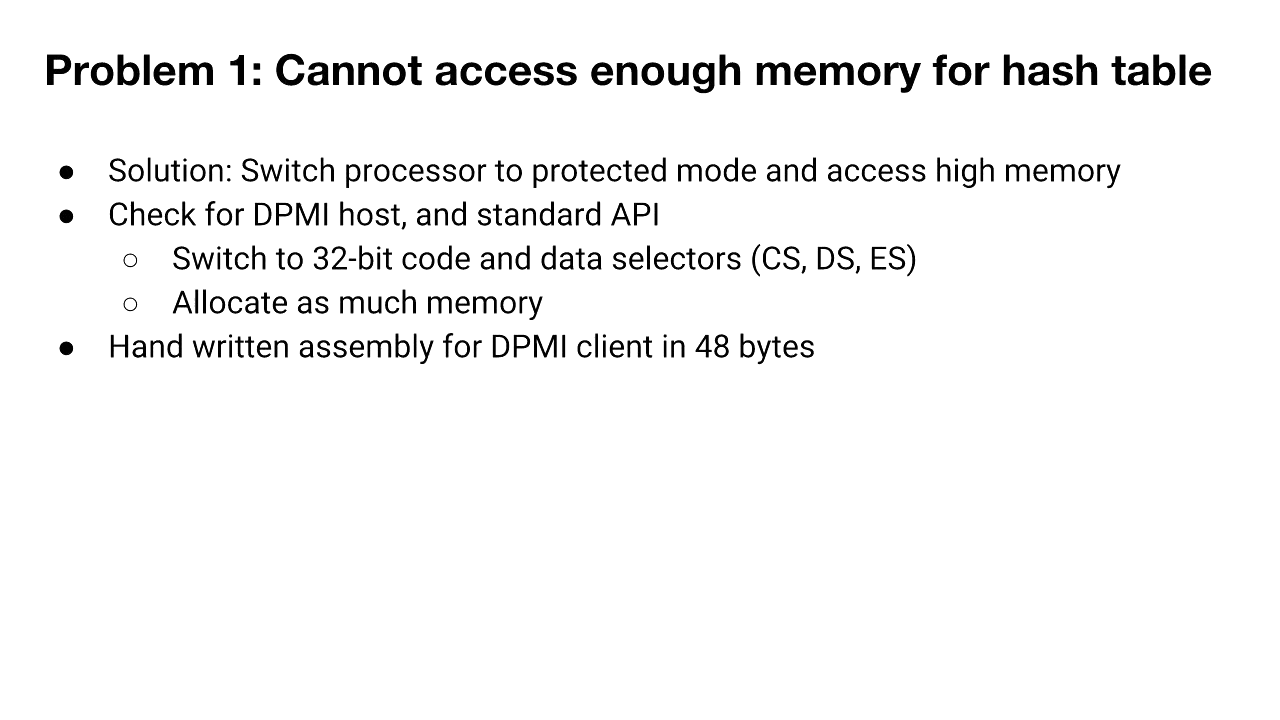 Problem 1: Cannot access enough memory for hash table
● Solution: Switch processor to protected mode and access high memory
● Check for DPMI host, and standard API
○ Switch to 32-bit code and data selectors (CS, DS, ES)
○ Allocate as much memory
● Hand written assembly for DPMI client in 48 bytes